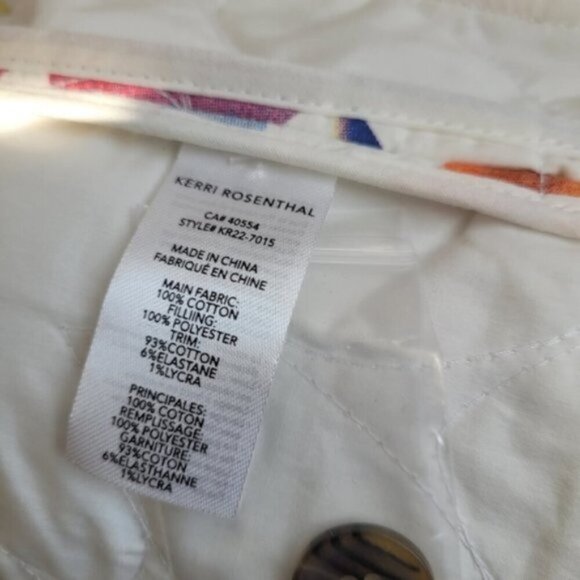 KERRI ROSENTHAL
CA# 40554
STYLE# KR22-7015
MADE IN CHINA
FABRIQUÉ EN CHINE
MAIN FABRIC:
100% COTTON
FILLIING:
100% POLYESTER
TRIM:
93%COTTON
6%ELASTANE
1%LYCRA
PRINCIPALES:
100% COTON
REMPLISSAGE:
100% POLYESTER
GARNITURE:
93%COTON
6%ELASTHANNE
1%LYCRA